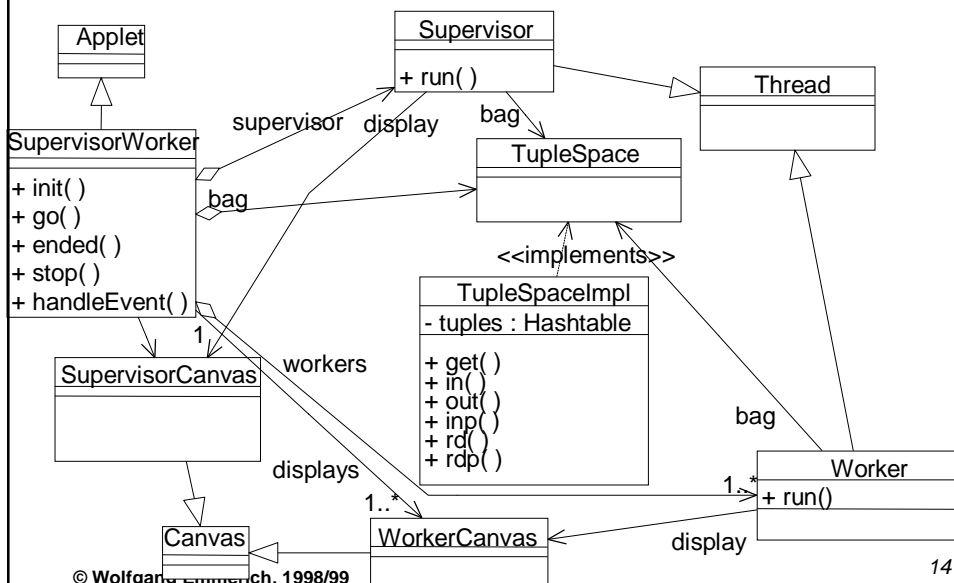 Applet
Supervisor
+ run( )
Thread
supervisor
display
bag
SupervisorWorker
+ init( )
+ go( )
+ ended( )
+ stop( )
+ handleEvent( )
TupleSpace
bag
<<implements>>
TupleSpaceImpl
- tuples : Hashtable
+ get( )
+ in( )
+ out( )
+ inp( )
+ rd( )
+ rdp( )
1
workers
SupervisorCanvas
bag
displays
Worker
+ run()
1..*
1..*
Canvas
WorkerCanvas
display
© Wolfgang Emmerich, 1998/99
14